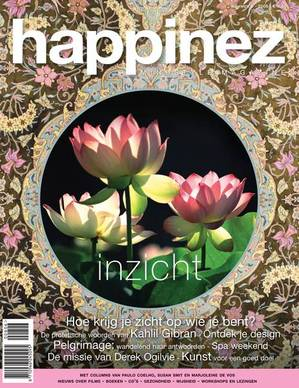 happinez
inzicht
Hoe krijg je zicht op wie je bent?
De profetische woorden van Kahlil Gibran · Ontdek je design
Pelgrimage: wandelend naar antwoorden · Spa weekend
De missie van Derek Ogilvie · Kunst voor een goed doel
MET COLUMNS VAN PAULO COELHO, SUSAN SMIT EN MARJOLEINE DE VOS
NIEUWS OVER FILMS · BOEKEN · CD'S · GEZONDHEID · WIJSHEID · WORKSHOPS EN LEZINGEN